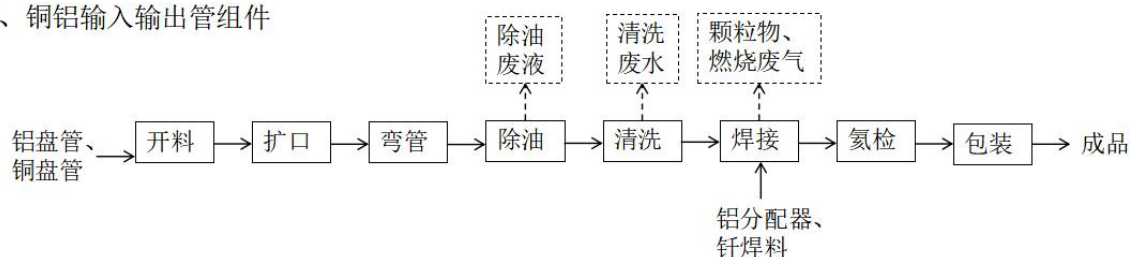 、铜铝输入输出管组件
除油
废液
清洗
废水
颗粒物、
燃烧废气
铝盘管、
铜盘管
开料
扩口
弯管
除油
清洗
焊接
氦检
包装
成品
铝分配器、
钎焊料